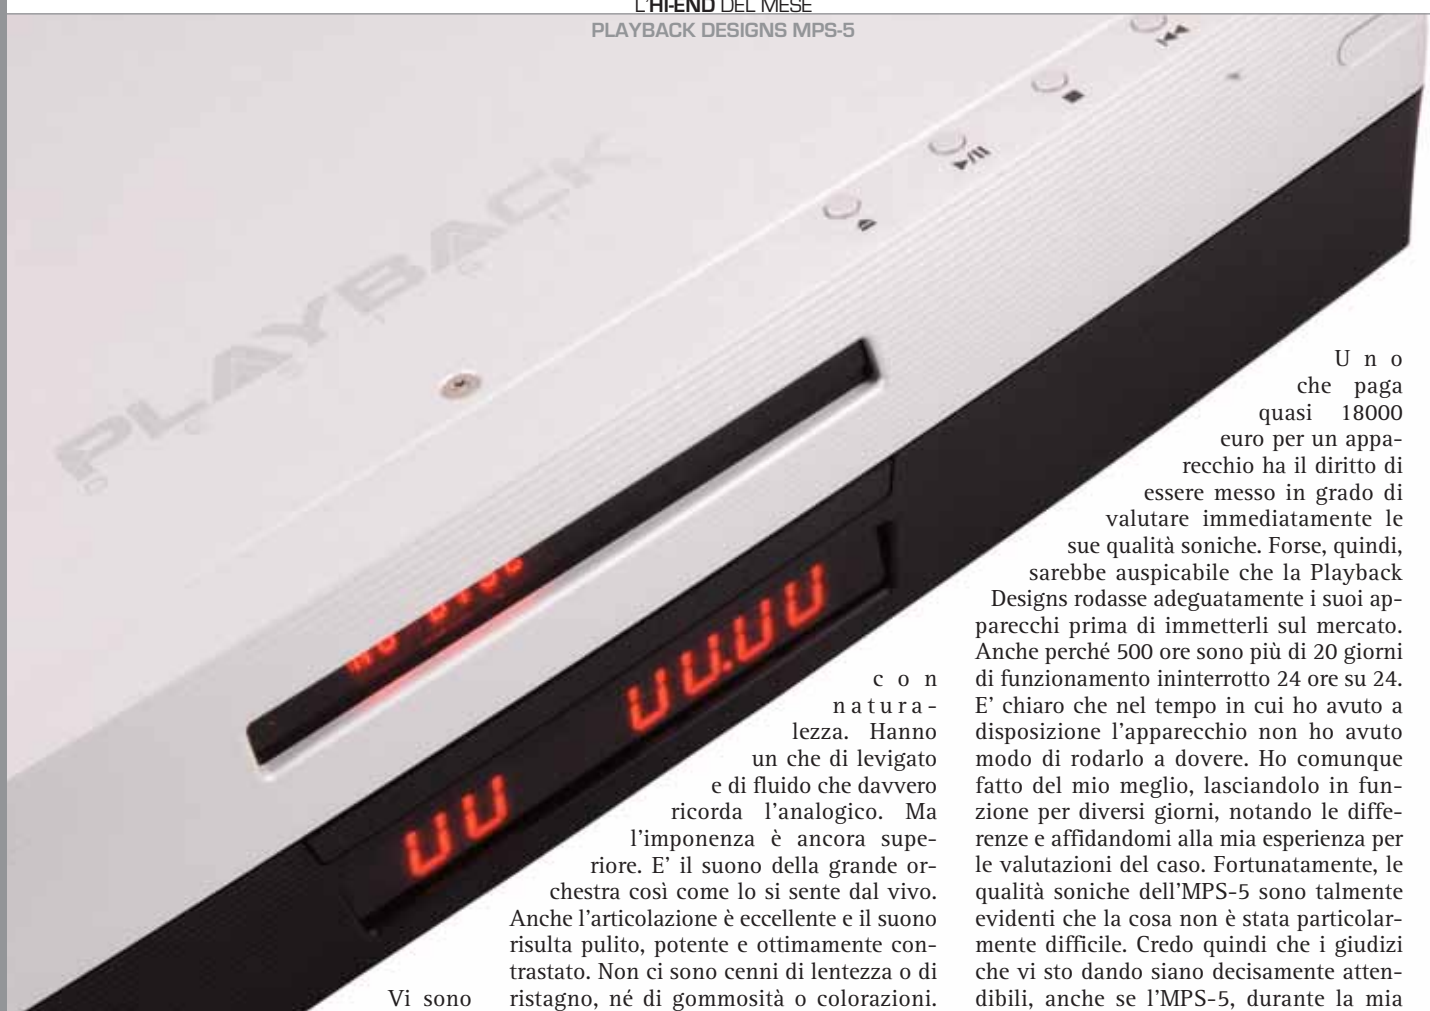 L'HI-END DEL MESE
PLAYBACK DESIGNS MPS-5
PLAYBACK
Vi sono
con
natura-
lezza. Hanno
un che di levigato
e di fluido che davvero
ricorda l'analogico. Ma
l'imponenza è ancora supe-
riore. E' il suono della grande or-
chestra così come lo si sente dal vivo.
Anche l'articolazione è eccellente e il suono
risulta pulito, potente e ottimamente con-
trastato. Non ci sono cenni di lentezza o di
ristagno, né di gommosità o colorazioni.
Uno
che paga
quasi 18000
euro per un appa-
recchio ha il diritto di
essere messo in grado di
valutare immediatamente le
sue qualità soniche. Forse, quindi,
sarebbe auspicabile che la Playback
Designs rodasse adeguatamente i suoi ap-
parecchi prima di immetterli sul mercato.
Anche perché 500 ore sono più di 20 giorni
di funzionamento ininterrotto 24 ore su 24.
E' chiaro che nel tempo in cui ho avuto a
disposizione l'apparecchio non ho avuto
modo di rodarlo a dovere. Ho comunque
fatto del mio meglio, lasciandolo in fun-
zione per diversi giorni, notando le diffe-
renze e affidandomi alla mia esperienza per
le valutazioni del caso. Fortunatamente, le
qualità soniche dell'MPS-5 sono talmente
evidenti che la cosa non è stata particolar-
mente difficile. Credo quindi che i giudizi
che vi sto dando siano decisamente atten-
dibili, anche se l'MPS-5, durante la mia